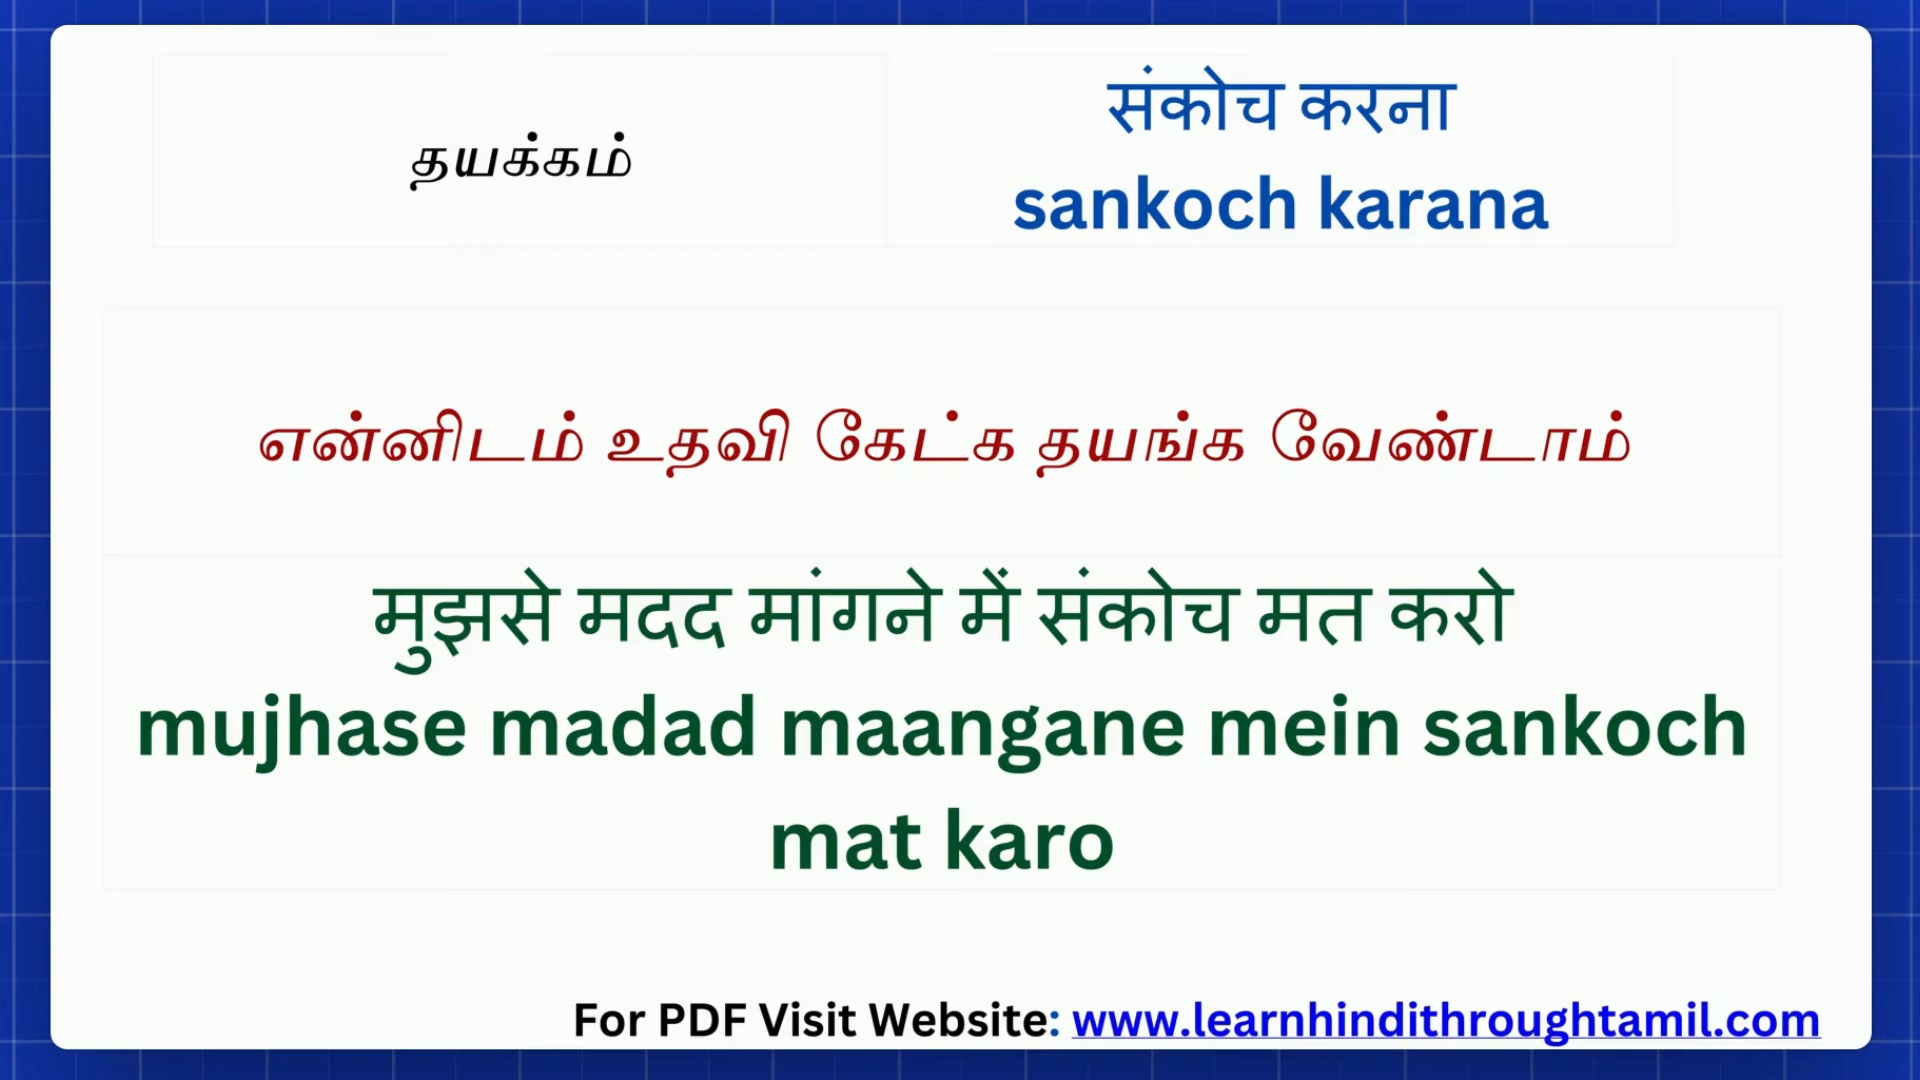 தயக்கம்
संकोच करना
sankoch karana
என்னிடம் உதவி கேட்க தயங்க வேண்டாம்
मुझसे मदद मांगने में संकोच मत करो
mujhase madad maangane mein sankoch
mat karo
For PDF Visit Website: www.learnhindithroughtamil.com